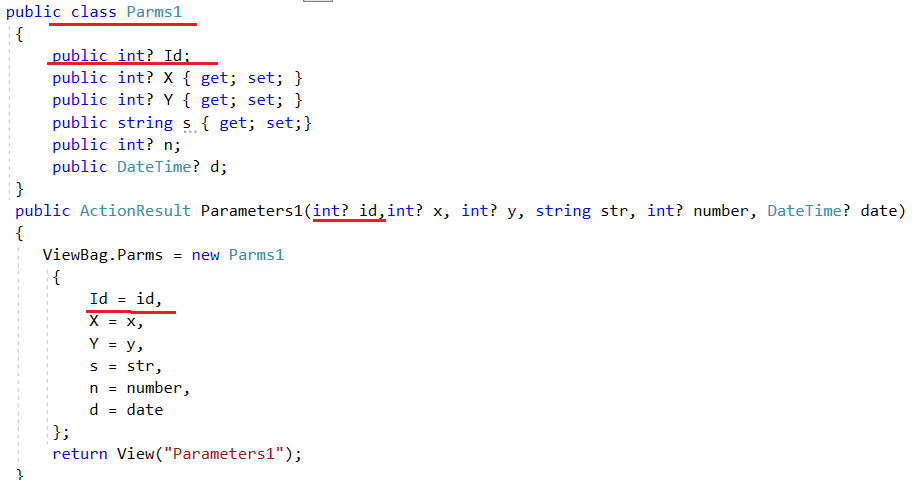 public class Parms1
{
public int? Id;
public int? X { get; set; }
public int? Y { get; set; }
public string s { get; set;}
public int? n;
public DateTime? d;
}
public ActionResult Parameters1(int? id,int? x, int? y, string str, int? number, DateTime? date)
{
ViewBag.Parms = new Parms1
{
Id = id,
X = x,
Y = y,
s = str,
n = number,
d = date
};
return View("Parameters1");
}